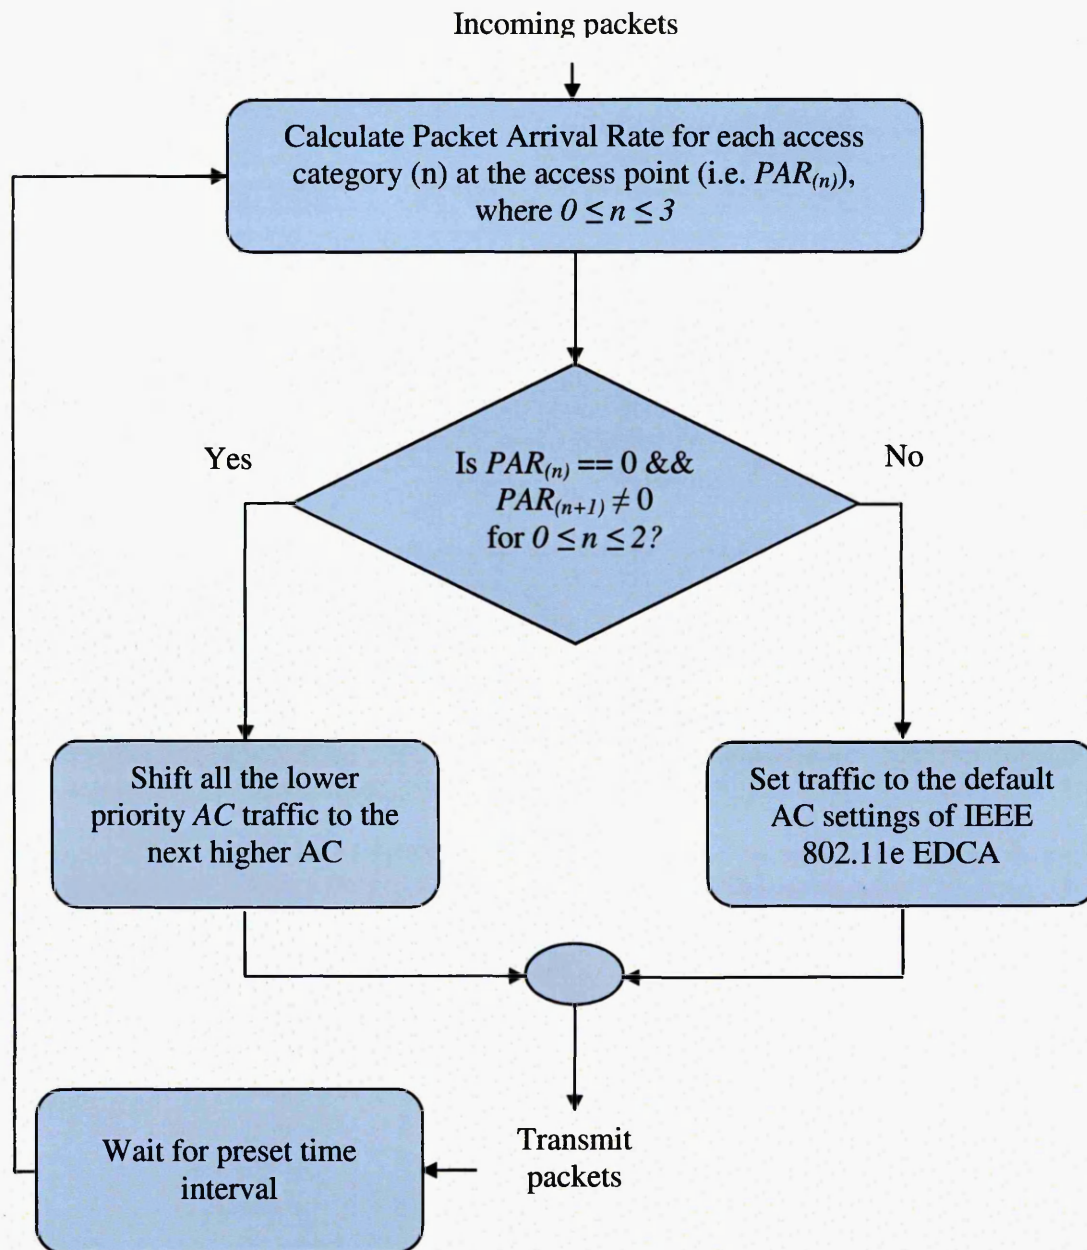 Incoming packets
Calculate Packet Arrival Rate for each access
category (n) at the access point (i.e. PAR(n)),
where 0 ≤ n ≤ 3
Yes
No
Is PAR(n) == 0 &&
PAR(n+1) ≠ 0
for 0 ≤ n ≤ 2?
Shift all the lower
priority AC traffic to the
next higher AC
Set traffic to the default
AC settings of IEEE
802.11e EDCA
Transmit
packets
Wait for preset time
interval